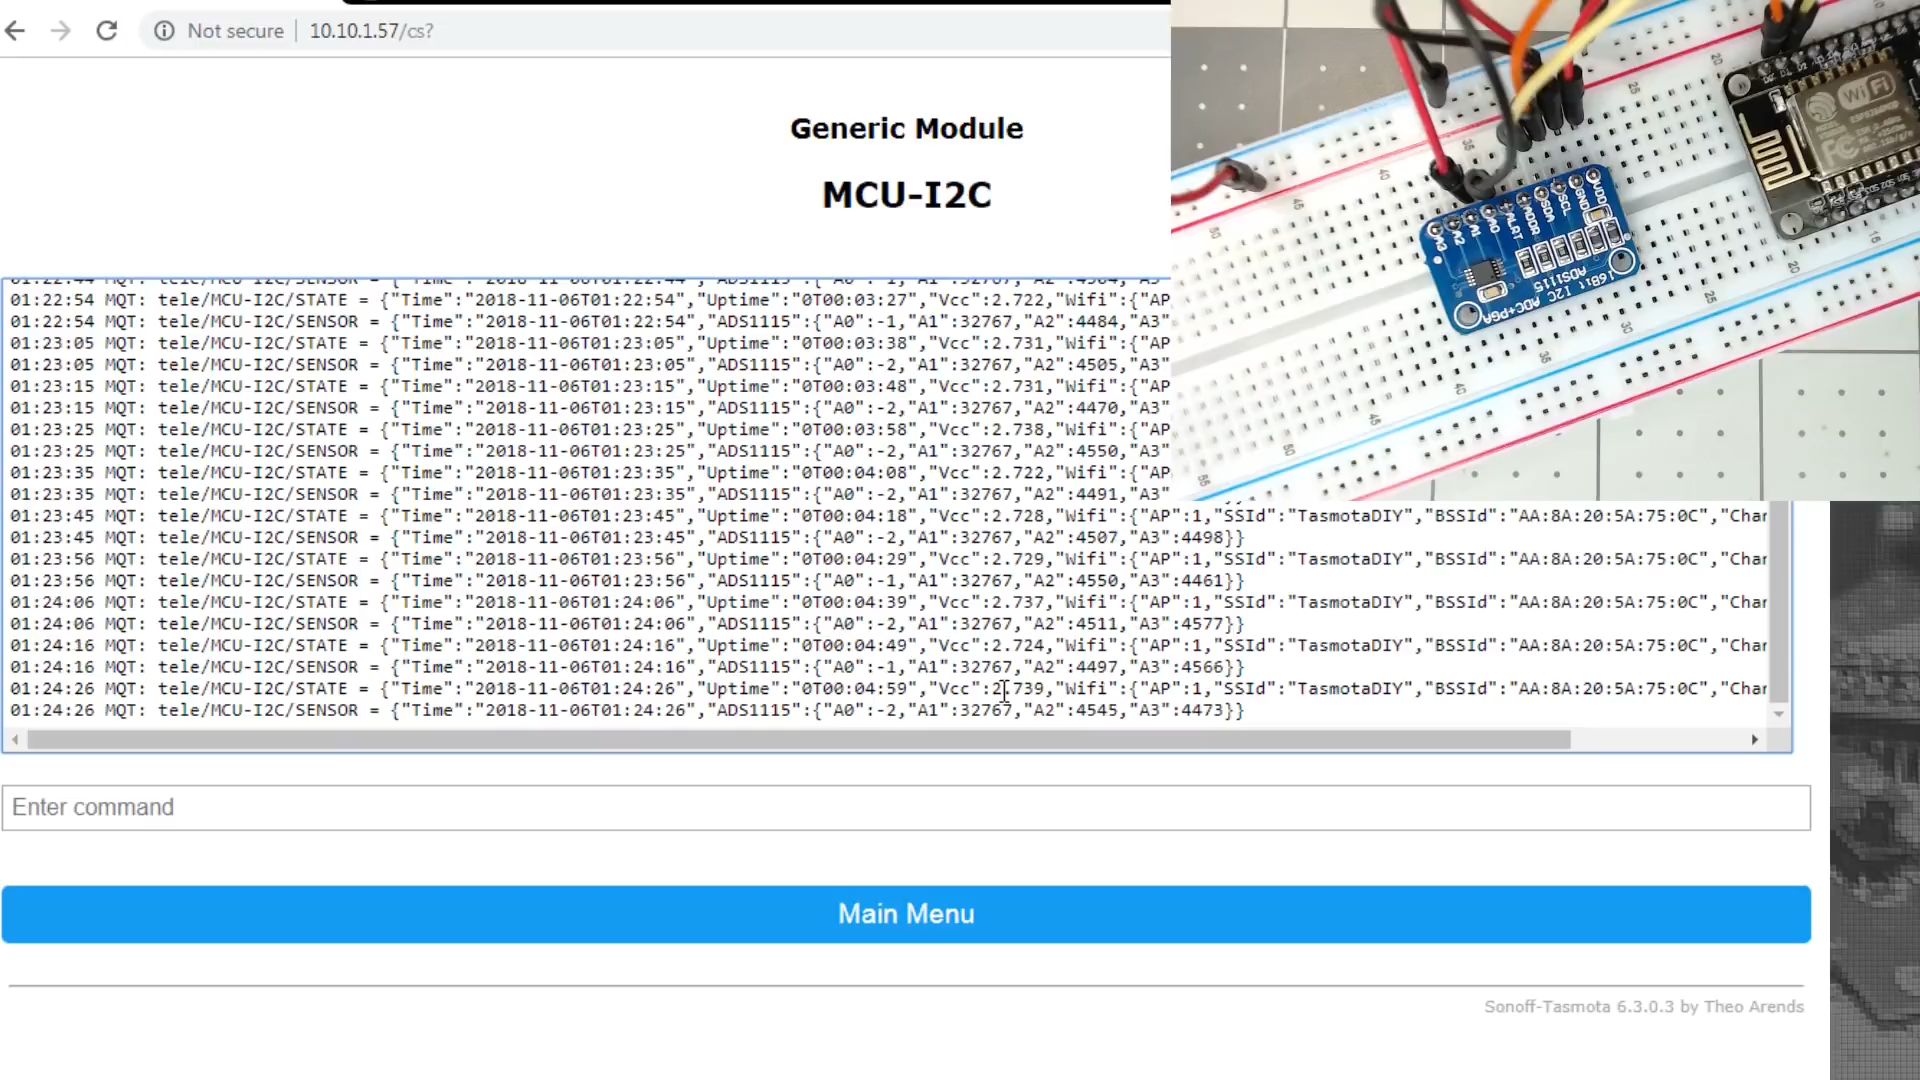 Not secure | 10.10.1.57/cs?
Generic Module
MCU-I2C
01:22:54 MQT: tele/MCU-I2C/STATE = {"Time":"2018-11-06T01:22:54","Uptime":"0T00:03:27","Vcc":2.722,"Wifi":{"AP
01:22:54 MQT: tele/MCU-I2C/SENSOR = {"Time":"2018-11-06T01:22:54","ADS1115":{"A0":-1,"A1":32767,"A2":4484,"A3"
01:23:05 MQT: tele/MCU-I2C/STATE = {"Time":"2018-11-06T01:23:05","Uptime":"0T00:03:38","Vcc":2.731,"Wifi":{"AP
01:23:05 MQT: tele/MCU-I2C/SENSOR = {"Time":"2018-11-06T01:23:05","ADS1115":{"A0":-2,"A1":32767,"A2":4505,"A3"
01:23:15 MQT: tele/MCU-I2C/STATE = {"Time":"2018-11-06T01:23:15","Uptime":"0T00:03:48","Vcc":2.731,"Wifi":{"AP
01:23:15 MQT: tele/MCU-I2C/SENSOR = {"Time":"2018-11-06T01:23:15","ADS1115":{"A0":-2,"A1":32767,"A2":4470,"A3"
01:23:25 MQT: tele/MCU-I2C/STATE = {"Time":"2018-11-06T01:23:25","Uptime":"0T00:03:58","Vcc":2.738,"Wifi":{"AP
01:23:25 MQT: tele/MCU-I2C/SENSOR = {"Time":"2018-11-06T01:23:25","ADS1115":{"A0":-2,"A1":32767,"A2":4550,"A3"
01:23:35 MQT: tele/MCU-I2C/STATE = {"Time":"2018-11-06T01:23:35","Uptime":"0T00:04:08","Vcc":2.722,"Wifi":{"AP
01:23:35 MQT: tele/MCU-I2C/SENSOR = {"Time":"2018-11-06T01:23:35","ADS1115":{"A0":-2,"A1":32767,"A2":4491,"A3"
01:23:45 MQT: tele/MCU-I2C/STATE = {"Time":"2018-11-06T01:23:45","Uptime":"0T00:04:18","Vcc":2.728,"Wifi":{"AP":1,"SSId":"TasmotaDIY","BSSId":"AA:8A:20:5A:75:0C","Char
01:23:45 MQT: tele/MCU-I2C/SENSOR = {"Time":"2018-11-06T01:23:45","ADS1115":{"A0":-2,"A1":32767,"A2":4507,"A3":4498}}
01:23:56 MQT: tele/MCU-I2C/STATE = {"Time":"2018-11-06T01:23:56","Uptime":"0T00:04:29","Vcc":2.729,"Wifi":{"AP":1,"SSId":"TasmotaDIY","BSSId":"AA:8A:20:5A:75:0C","Char
01:23:56 MQT: tele/MCU-I2C/SENSOR = {"Time":"2018-11-06T01:23:56","ADS1115":{"A0":-1,"A1":32767,"A2":4550,"A3":4461}}
01:24:06 MQT: tele/MCU-I2C/STATE = {"Time":"2018-11-06T01:24:06","Uptime":"0T00:04:39","Vcc":2.737,"Wifi":{"AP":1,"SSId":"TasmotaDIY","BSSId":"AA:8A:20:5A:75:0C","Char
01:24:06 MQT: tele/MCU-I2C/SENSOR = {"Time":"2018-11-06T01:24:06","ADS1115":{"A0":-2,"A1":32767,"A2":4511,"A3":4577}}
01:24:16 MQT: tele/MCU-I2C/STATE = {"Time":"2018-11-06T01:24:16","Uptime":"0T00:04:49","Vcc":2.724,"Wifi":{"AP":1,"SSId":"TasmotaDIY","BSSId":"AA:8A:20:5A:75:0C","Char
01:24:16 MQT: tele/MCU-I2C/SENSOR = {"Time":"2018-11-06T01:24:16","ADS1115":{"A0":-1,"A1":32767,"A2":4497,"A3":4566}}
01:24:26 MQT: tele/MCU-I2C/STATE = {"Time":"2018-11-06T01:24:26","Uptime":"0T00:04:59","Vcc":2.739,"Wifi":{"AP":1,"SSId":"TasmotaDIY","BSSId":"AA:8A:20:5A:75:0C","Char
01:24:26 MQT: tele/MCU-I2C/SENSOR = {"Time":"2018-11-06T01:24:26","ADS1115":{"A0":-2,"A1":32767,"A2":4545,"A3":4473}}
Enter command
Main Menu
Sonoff-Tasmota 6.3.0.3 by Theo Arends
A3 A2 A1 A0 ALRT ADDR SDA SCL GND VDD
ADS1115
16Bit I2C ADC+PGA
WiFi
FC